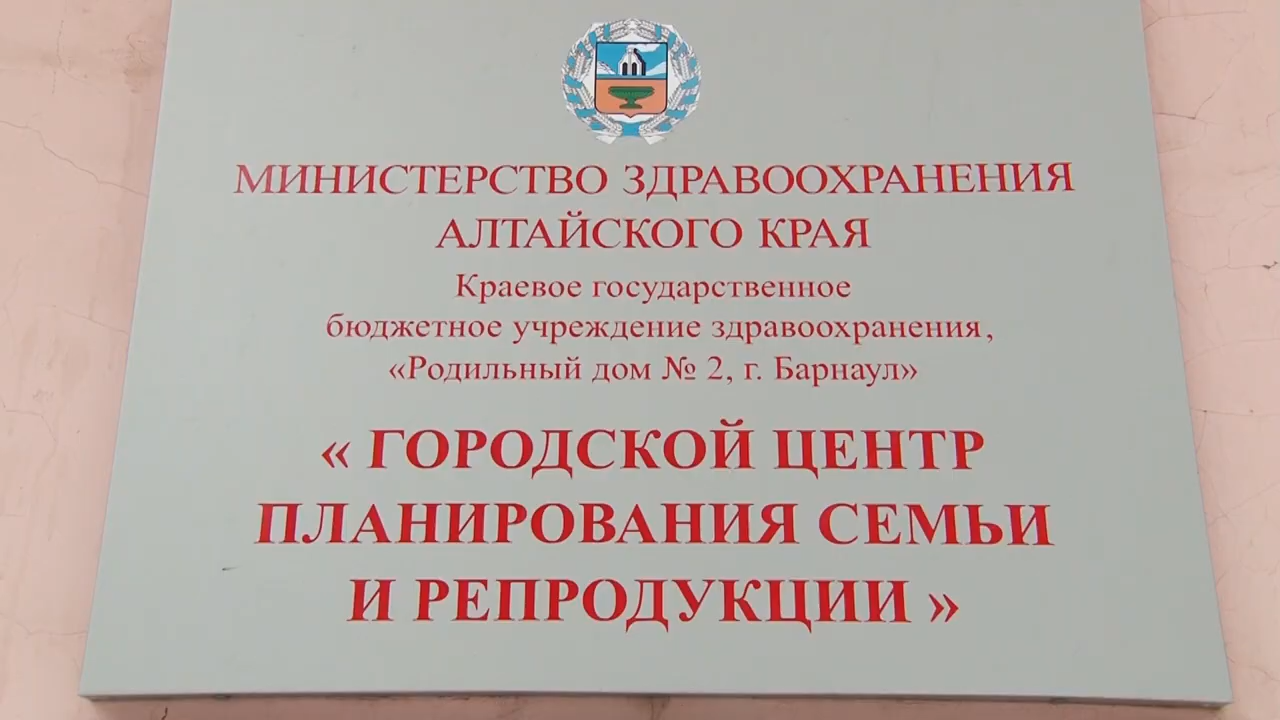 МИНИСТЕРСТВО ЗДРАВООХРАНЕНИЯ
АЛТАЙСКОГО КРАЯ
Краевое государственное
бюджетное учреждение здравоохранения,
«Родильный дом № 2, г. Барнаул»
« ГОРОДСКОЙ ЦЕНТР
ПЛАНИРОВАНИЯ СЕМЬИ
И РЕПРОДУКЦИИ »